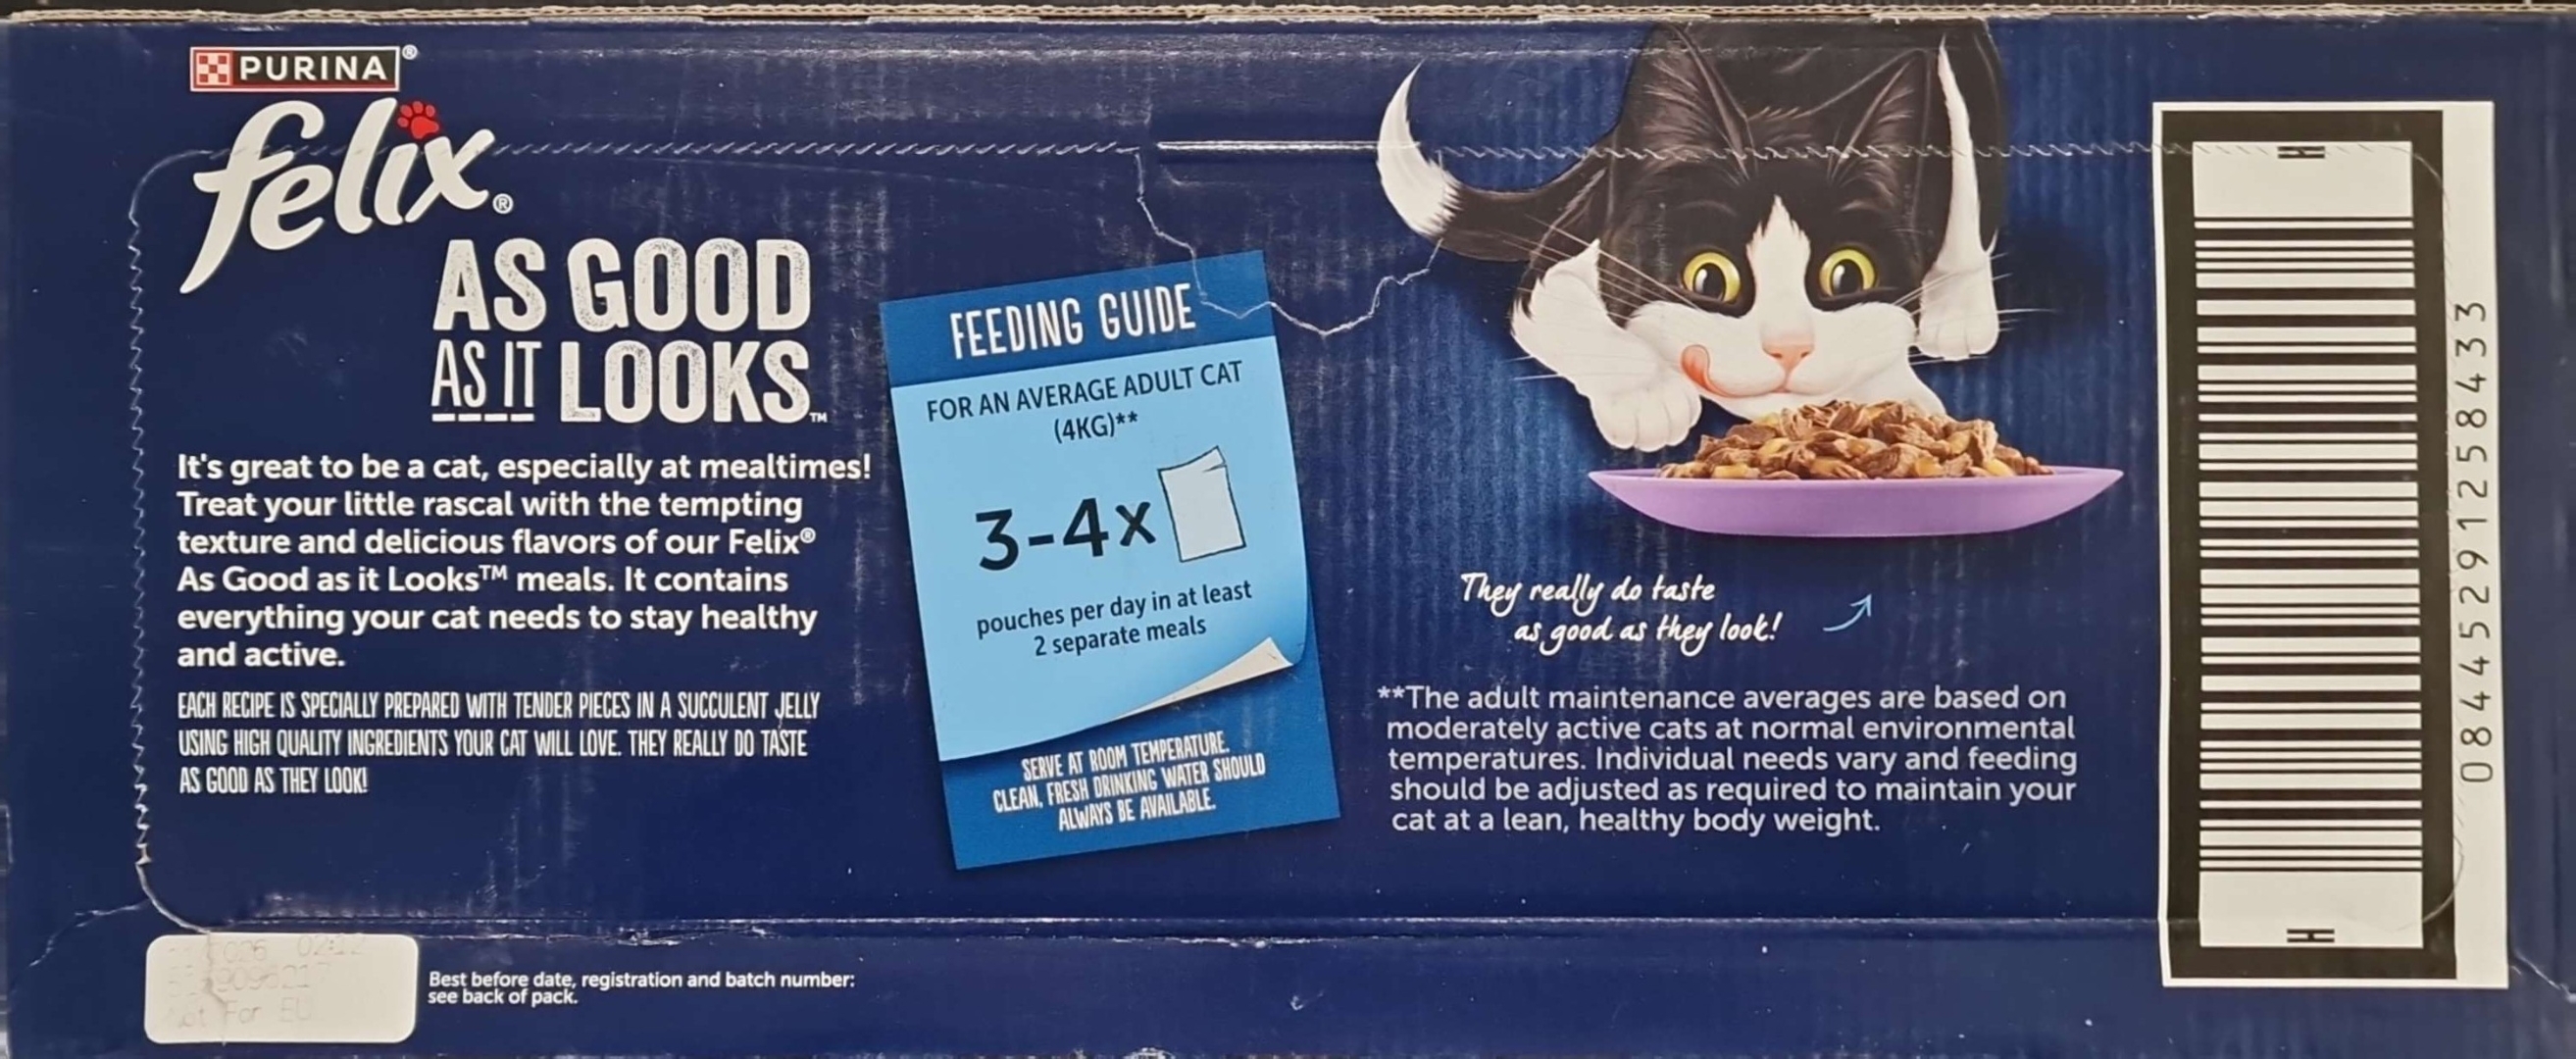 PURINA®
felix®
AS GOOD
AS IT LOOKS™
It's great to be a cat, especially at mealtimes!
Treat your little rascal with the tempting
texture and delicious flavors of our Felix®
As Good as it Looks™ meals. It contains
everything your cat needs to stay healthy
and active.
EACH RECIPE IS SPECIALLY PREPARED WITH TENDER PIECES IN A SUCCULENT JELLY
USING HIGH QUALITY INGREDIENTS YOUR CAT WILL LOVE. THEY REALLY DO TASTE
AS GOOD AS THEY LOOK!
FEEDING GUIDE
FOR AN AVERAGE ADULT CAT
(4KG)**
3-4x
pouches per day in at least
2 separate meals
SERVE AT ROOM TEMPERATURE.
CLEAN, FRESH DRINKING WATER SHOULD
ALWAYS BE AVAILABLE.
They really do taste
as good as they look!
**The adult maintenance averages are based on
moderately active cats at normal environmental
temperatures. Individual needs vary and feeding
should be adjusted as required to maintain your
cat at a lean, healthy body weight.
H
H
08445291258433
02:12
For EU
Best before date, registration and batch number:
see back of pack.